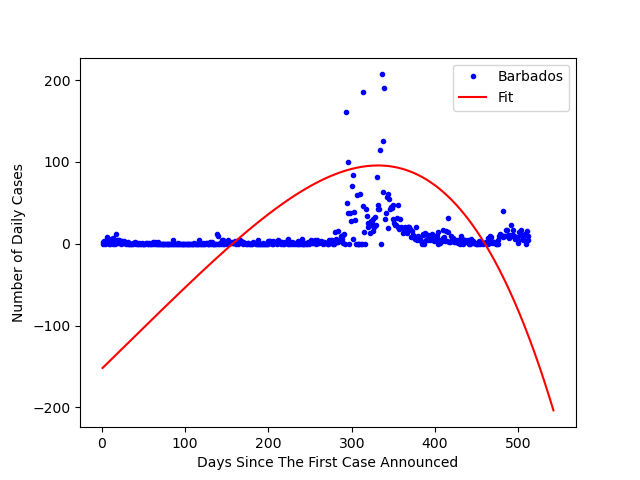 200
100
0
−100
−200
Number of Daily Cases
0
100
200
300
400
500
Days Since The First Case Announced
Barbados
Fit